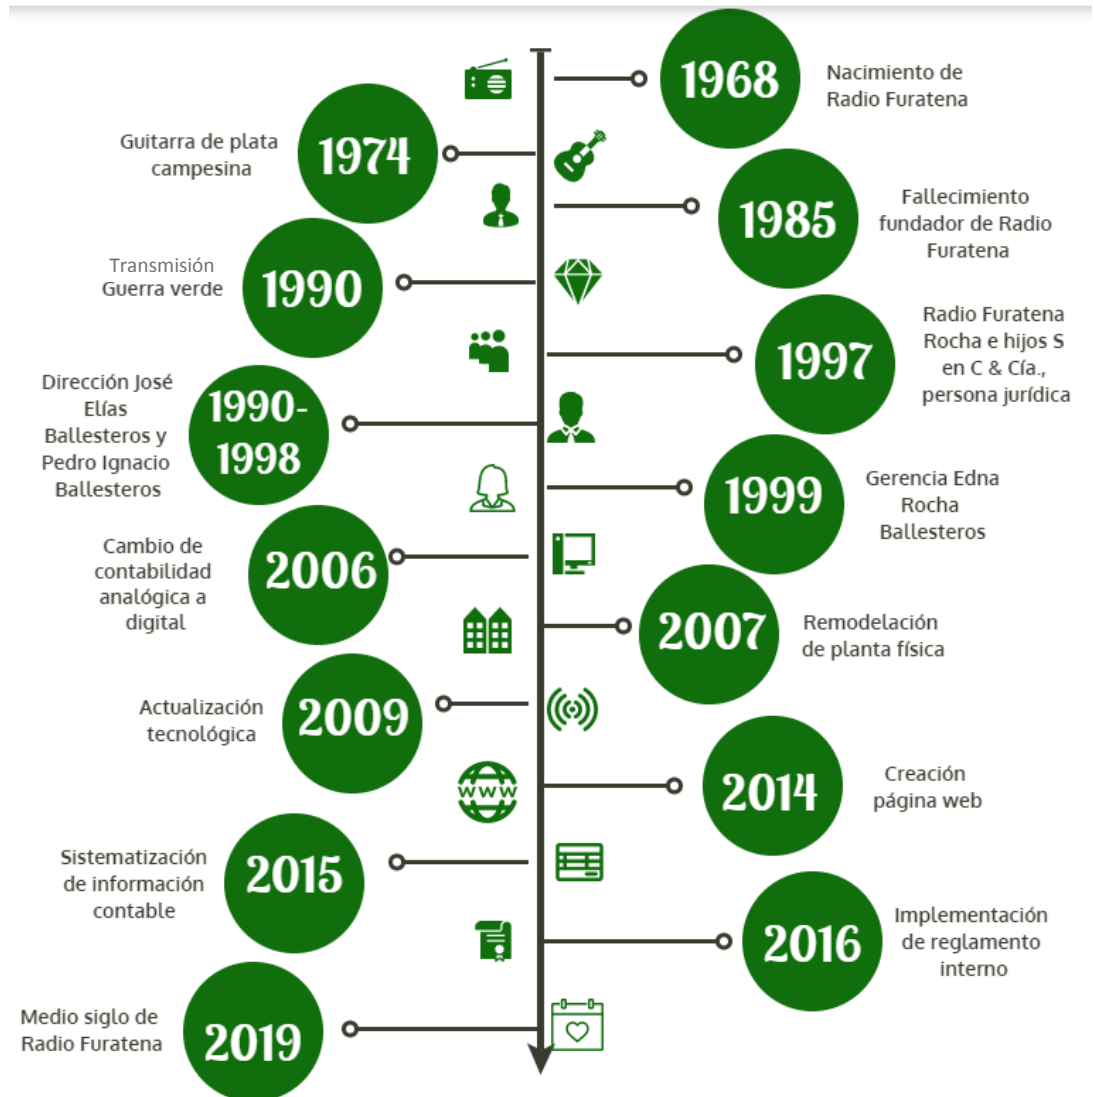 1968
Nacimiento de
Radio Furatena
Guitarra de plata
campesina
1974
1985
Fallecimiento
fundador de Radio
Furatena
Transmisión
Guerra verde
1990
1997
Radio Furatena
Rocha e hijos S
en C & Cía.,
persona jurídica
Dirección José
Elías
Ballesteros y
Pedro Ignacio
Ballesteros
1990-
1998
1999
Gerencia Edna
Rocha
Ballesteros
Cambio de
contabilidad
analógica a
digital
2006
2007
Remodelación
de planta física
Actualización
tecnológica
2009
WWW
2014
Creación
página web
Sistematización
de información
contable
2015
2016
Implementación
de reglamento
interno
Medio siglo de
Radio Furatena
2019